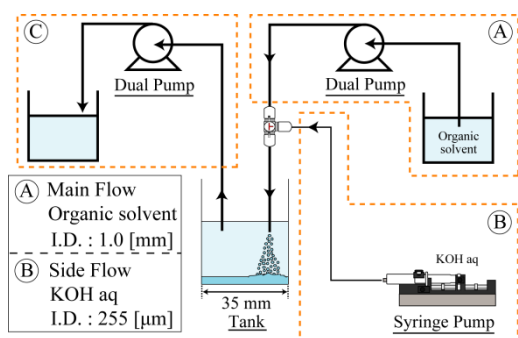 C
Dual Pump
Dual Pump
A
Organic
solvent
A Main Flow
Organic solvent
I.D. : 1.0 [mm]
B Side Flow
KOH aq
I.D. : 255 [μm]
35 mm
Tank
B
KOH aq
Syringe Pump